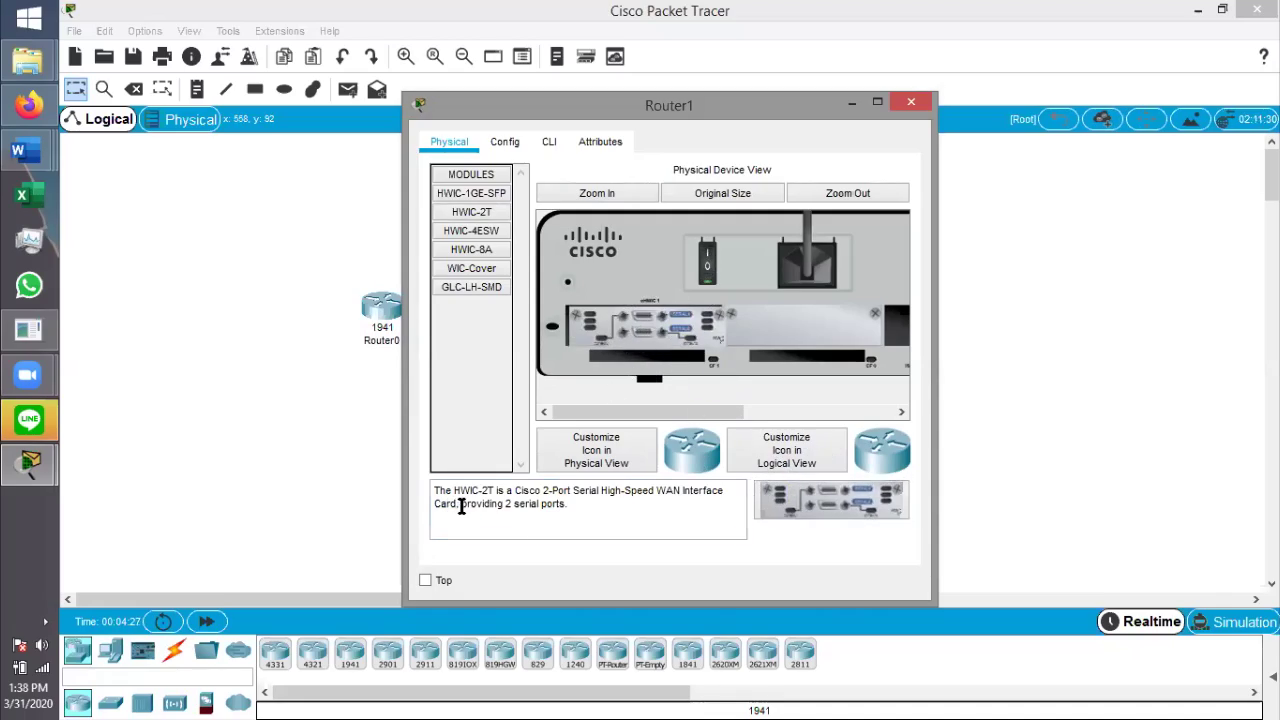 Cisco Packet Tracer
File Edit Options View Tools Extensions Help
Logical Physical x: 558, y: 92 [Root] 02:11:30
1941
Router0
Router1
Physical Config CLI Attributes
MODULES
HWIC-1GE-SFP
HWIC-2T
HWIC-4ESW
HWIC-8A
WIC-Cover
GLC-LH-SMD
Physical Device View
Zoom In Original Size Zoom Out
CISCO
Customize
Icon in
Physical View
Customize
Icon in
Logical View
The HWIC-2T is a Cisco 2-Port Serial High-Speed WAN Interface
Card, providing 2 serial ports.
Top
Time: 00:04:27 Realtime Simulation
4331 4321 1941 2901 2911 819IOX 819HGW 829 1240 PT-Router PT-Empty 1841 2620XM 2621XM 2811
1941
LINE
1:38 PM
3/31/2020